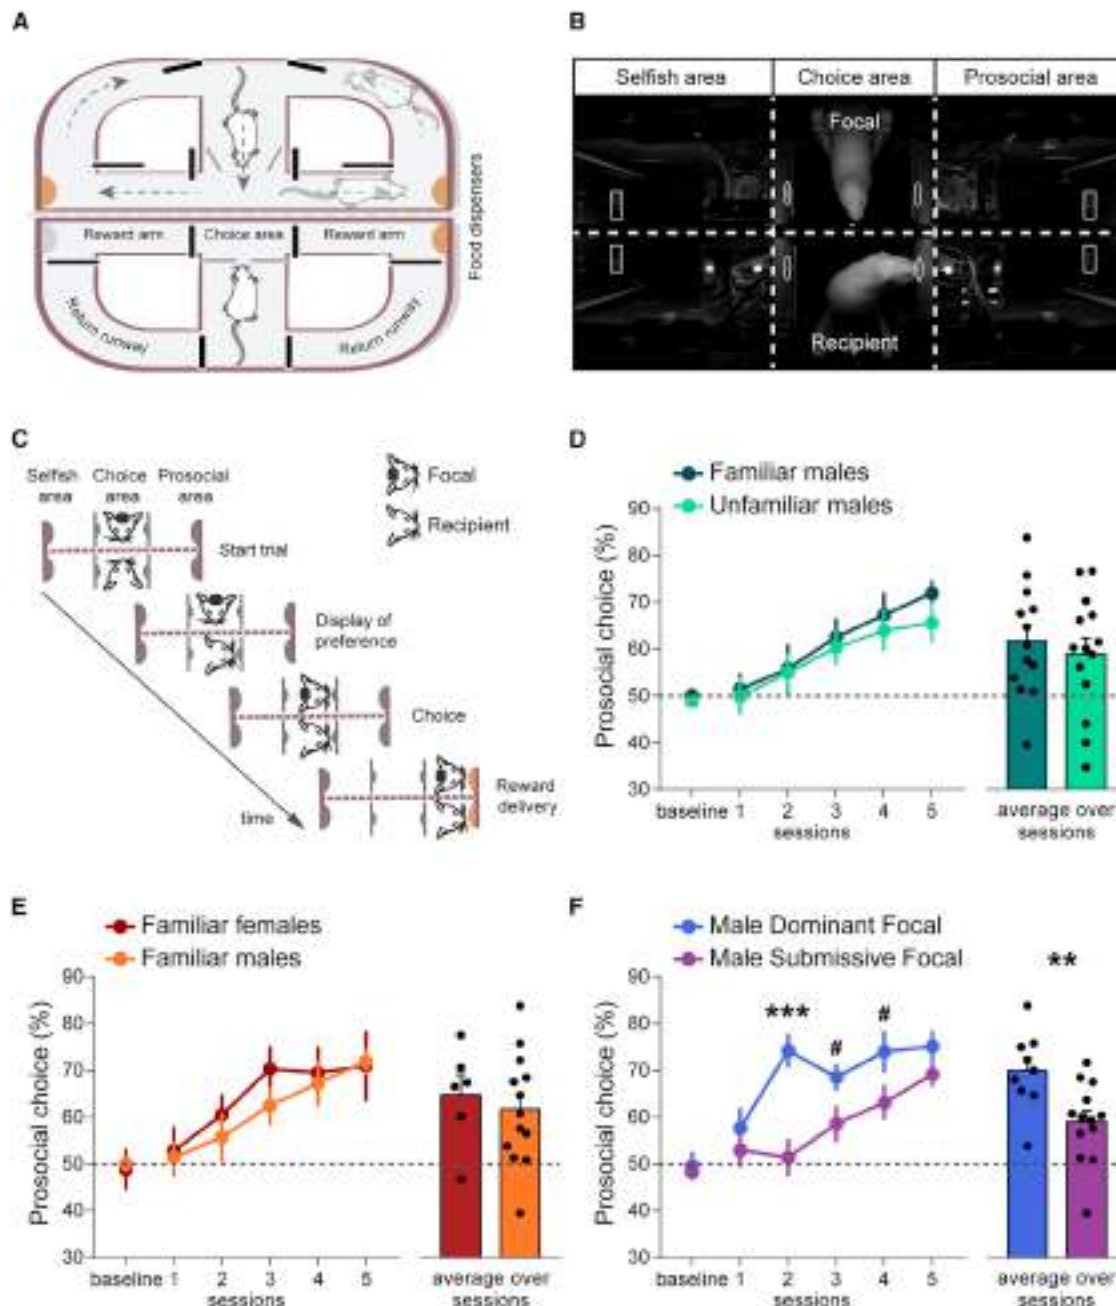 A
Food dispensers
Reward arm
Choice area
Reward arm
Return runway
Return runway
B
Selfish area
Choice area
Prosocial area
Focal
Recipient
C
Selfish
area
Choice
area
Prosocial
area
Focal
Recipient
Start trial
Display of
preference
Choice
Reward
delivery
time
D
Familiar males
Unfamiliar males
Prosocial choice (%)
90
80
70
60
50
40
30
baseline 1 2 3 4 5
sessions
average over
sessions
E
Familiar females
Familiar males
Prosocial choice (%)
90
80
70
60
50
40
30
baseline 1 2 3 4 5
sessions
average over
sessions
F
Male Dominant Focal
Male Submissive Focal
Prosocial choice (%)
90
80
70
60
50
40
30
***
#
#
**
baseline 1 2 3 4 5
sessions
average over
sessions